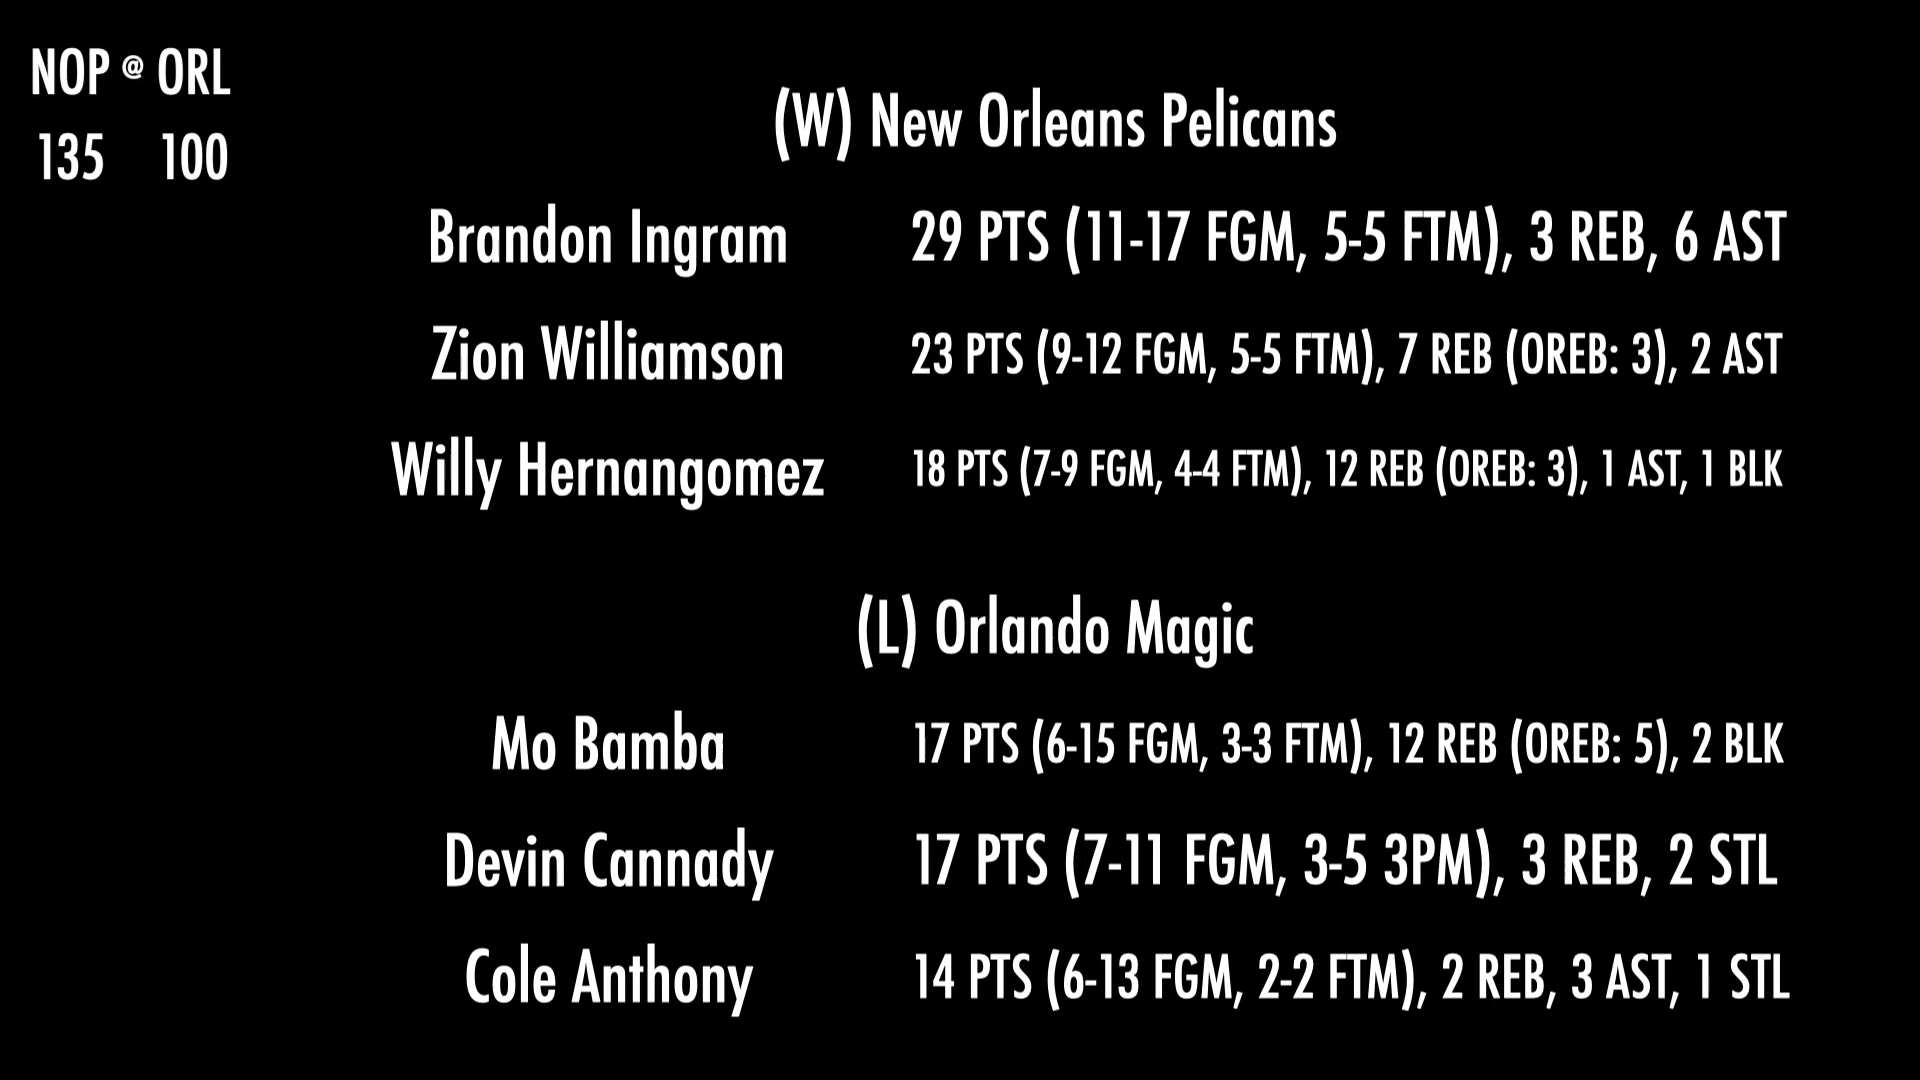 NOP @ ORL
135 100
(W) New Orleans Pelicans
Brandon Ingram 29 PTS (11-17 FGM, 5-5 FTM), 3 REB, 6 AST
Zion Williamson 23 PTS (9-12 FGM, 5-5 FTM), 7 REB (OREB: 3), 2 AST
Willy Hernangomez 18 PTS (7-9 FGM, 4-4 FTM), 12 REB (OREB: 3), 1 AST, 1 BLK
(L) Orlando Magic
Mo Bamba 17 PTS (6-15 FGM, 3-3 FTM), 12 REB (OREB: 5), 2 BLK
Devin Cannady 17 PTS (7-11 FGM, 3-5 3PM), 3 REB, 2 STL
Cole Anthony 14 PTS (6-13 FGM, 2-2 FTM), 2 REB, 3 AST, 1 STL